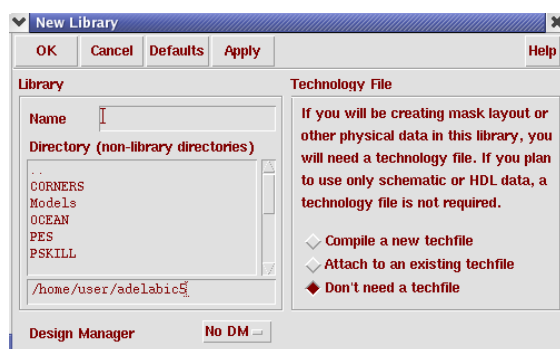 New Library
OK Cancel Defaults Apply Help
Library
Name
Directory (non-library directories)
..
CORNERS
Models
OCEAN
PES
PSKILL
/home/user/adelabic5
Design Manager No DM
Technology File
If you will be creating mask layout or
other physical data in this library, you
will need a technology file. If you plan
to use only schematic or HDL data, a
technology file is not required.
Compile a new techfile
Attach to an existing techfile
Don't need a techfile